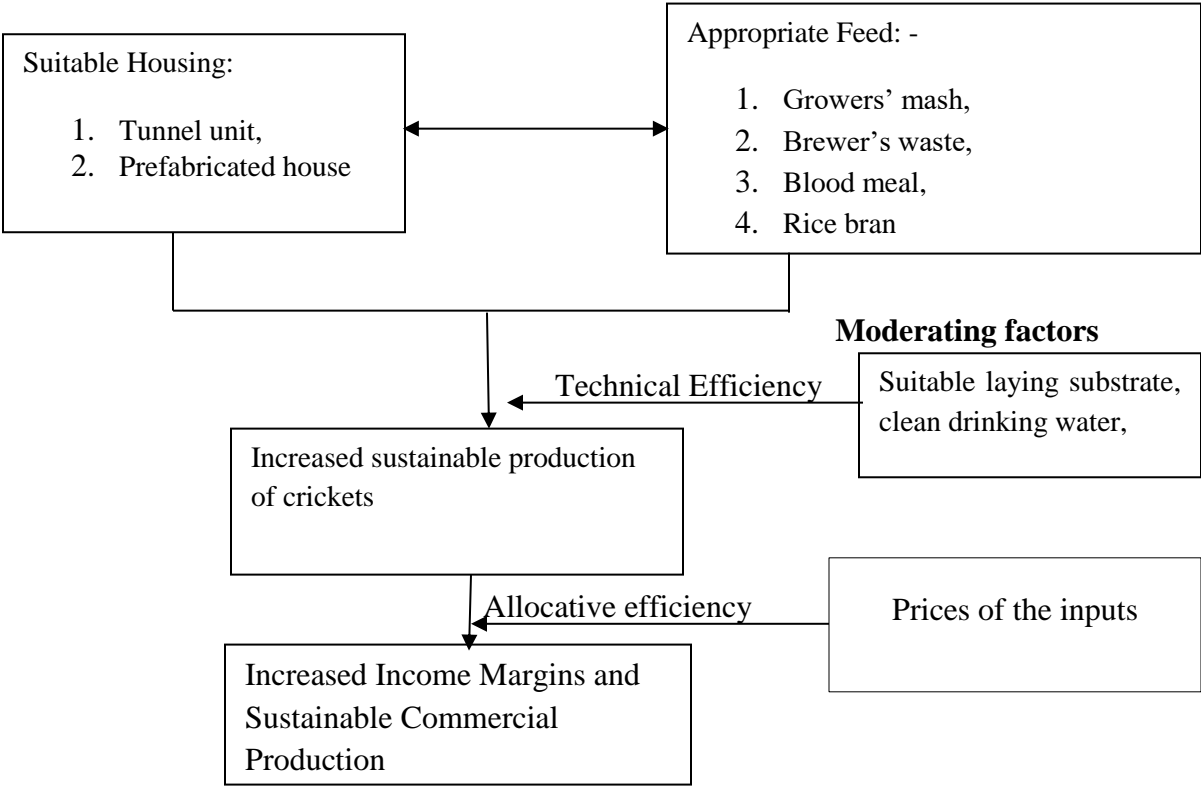 Suitable Housing:
1. Tunnel unit,
2. Prefabricated house
Appropriate Feed: -
1. Growers’ mash,
2. Brewer’s waste,
3. Blood meal,
4. Rice bran
Moderating factors
Technical Efficiency
Suitable laying substrate,
clean drinking water,
Increased sustainable production
of crickets
Allocative efficiency
Prices of the inputs
Increased Income Margins and
Sustainable Commercial
Production